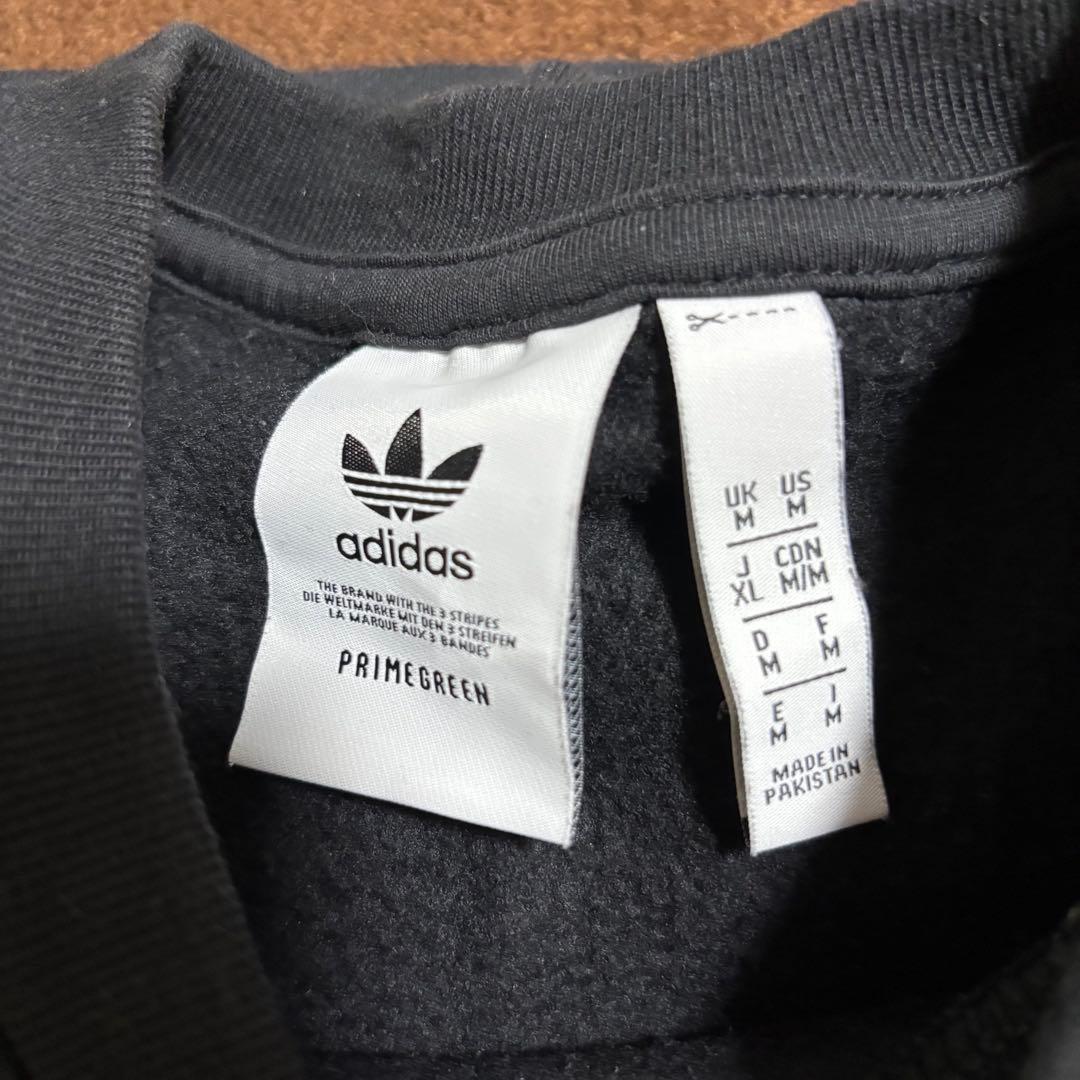 adidas
THE BRAND WITH THE 3 STRIPES
DIE WELTMARKE MIT DEN 3 STREIFEN
LA MARQUE AUX 3 BANDES
PRIMEGREEN
UK US
M M
J CDN
XL M/M
D F
M M
E I
M M
MADE IN
PAKISTAN